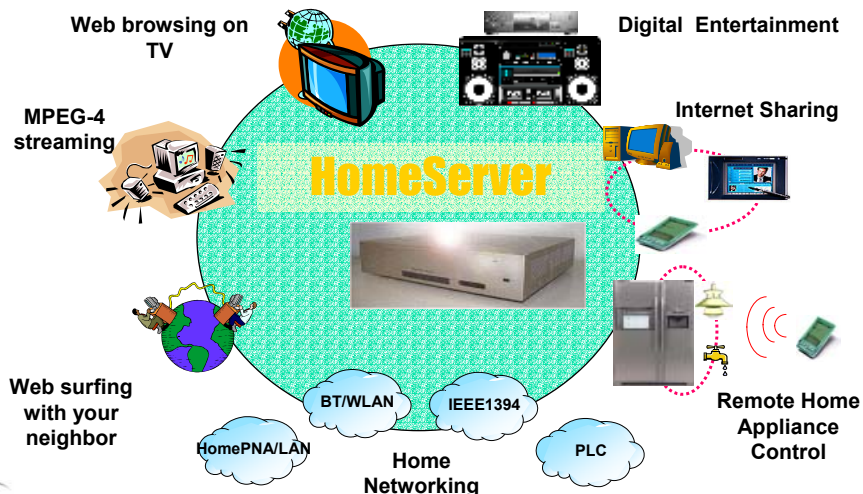 Web browsing on
TV
Digital Entertainment
MPEG-4
streaming
Internet Sharing
HomeServer
Web surfing
with your
neighbor
BT/WLAN
IEEE1394
HomePNA/LAN
PLC
Home
Networking
Remote Home
Appliance
Control